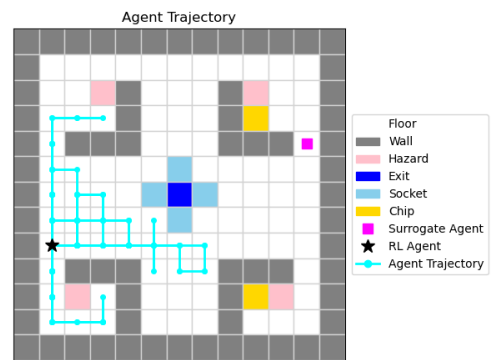 Agent Trajectory
Floor
Wall
Hazard
Exit
Socket
Chip
Surrogate Agent
RL Agent
Agent Trajectory